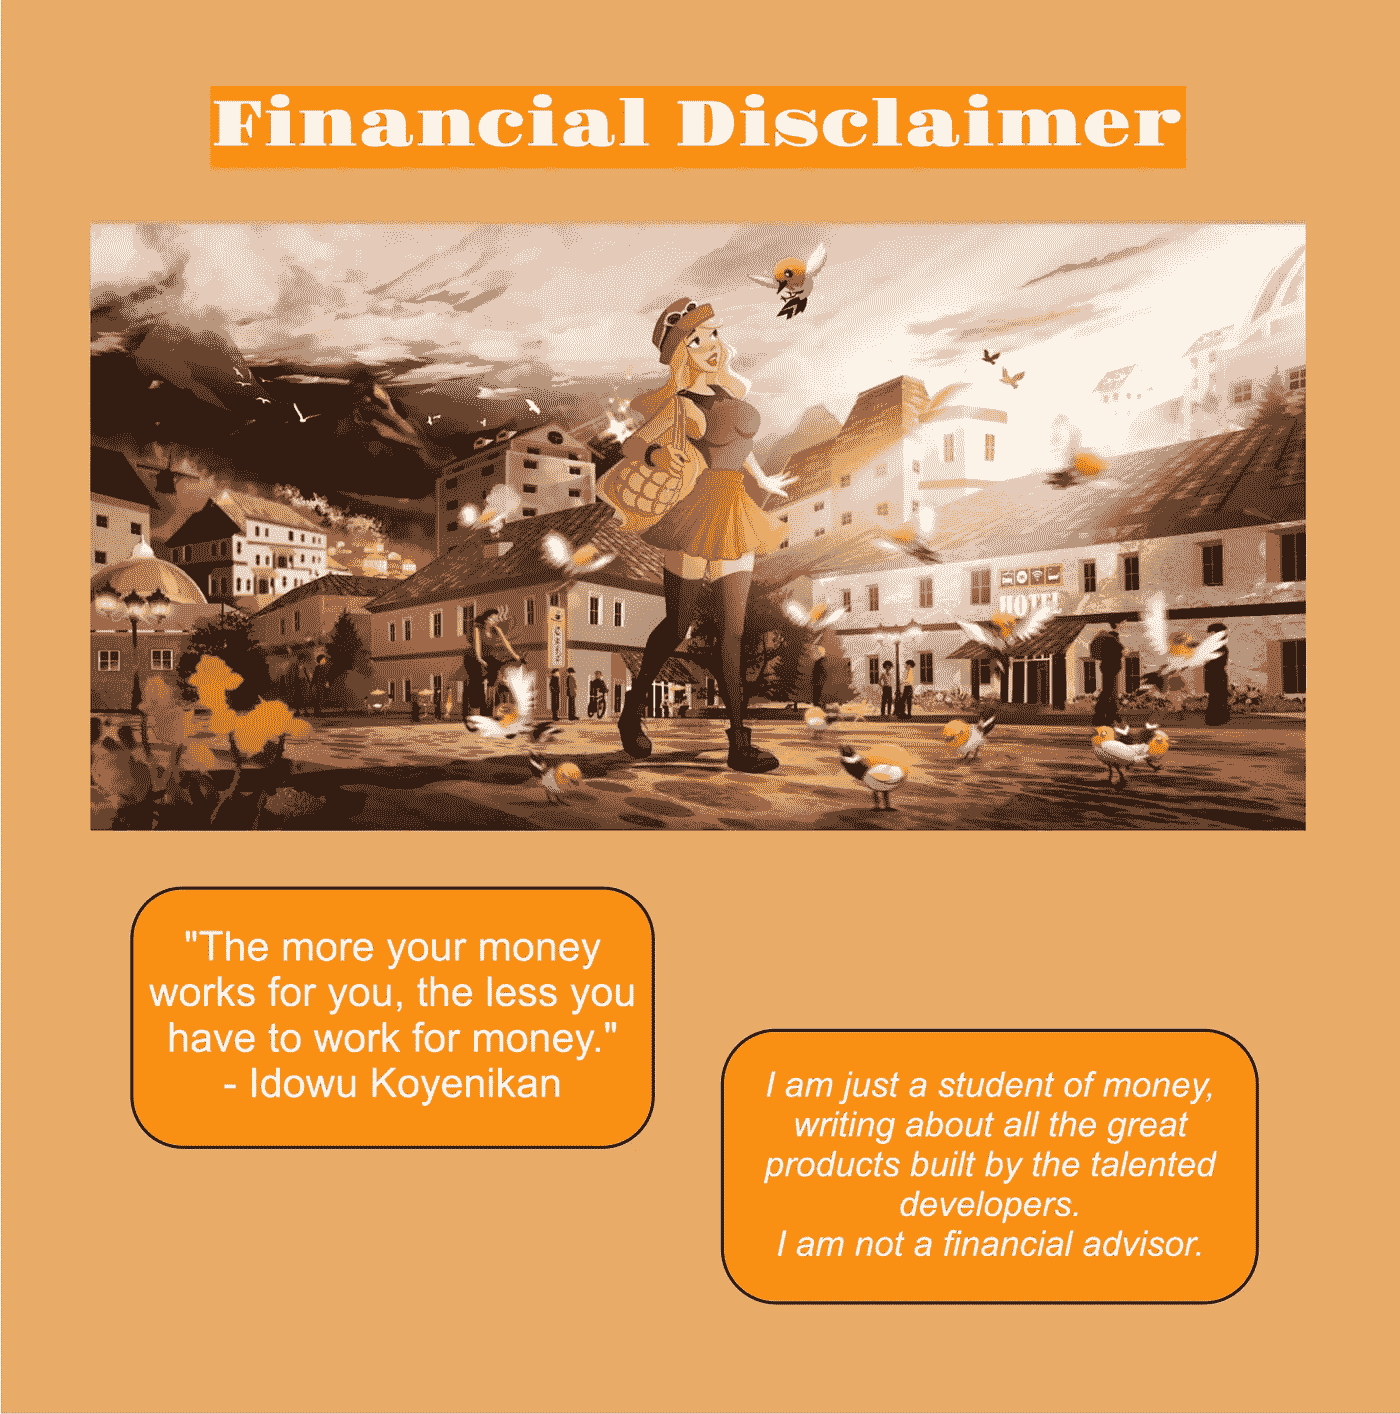 Financial Disclaimer
HOTEL
"The more your money
works for you, the less you
have to work for money."
- Idowu Koyenikan
I am just a student of money,
writing about all the great
products built by the talented
developers.
I am not a financial advisor.